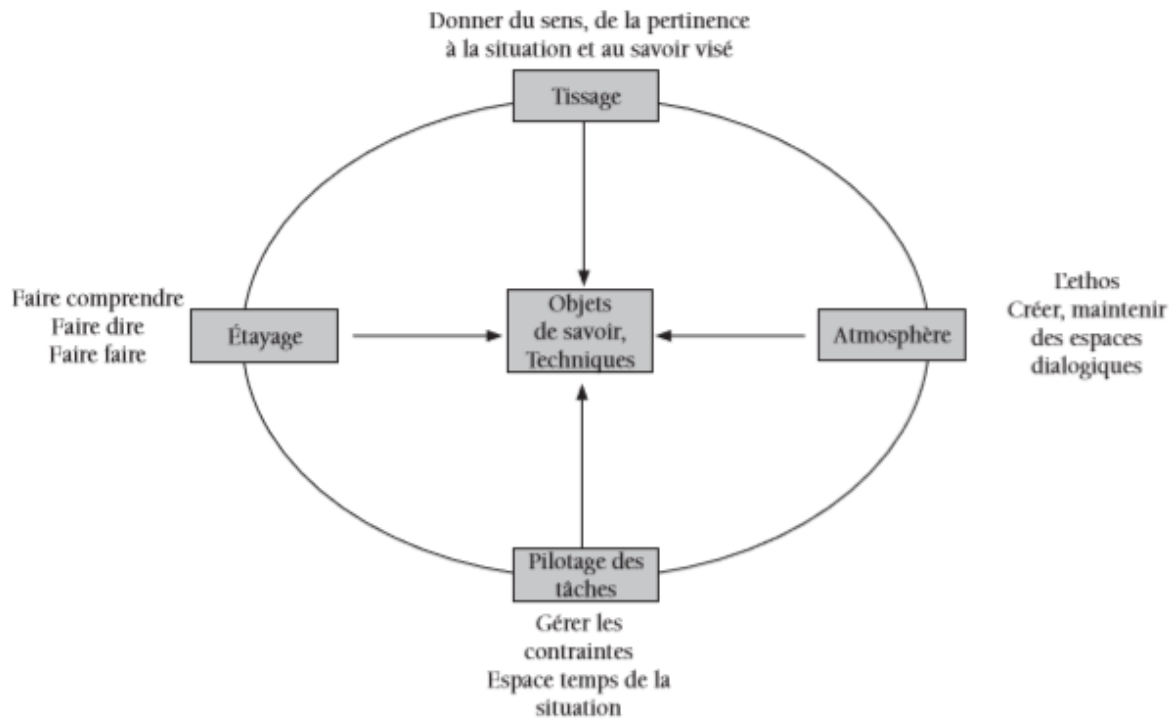 Donner du sens, de la pertinence
à la situation et au savoir visé
Tissage
Faire comprendre
Faire dire
Faire faire
Étayage
Objets
de savoir,
Techniques
Atmosphère
L'ethos
Créer, maintenir
des espaces
dialogiques
Pilotage des
tâches
Gérer les
contraintes
Espace temps de la
situation